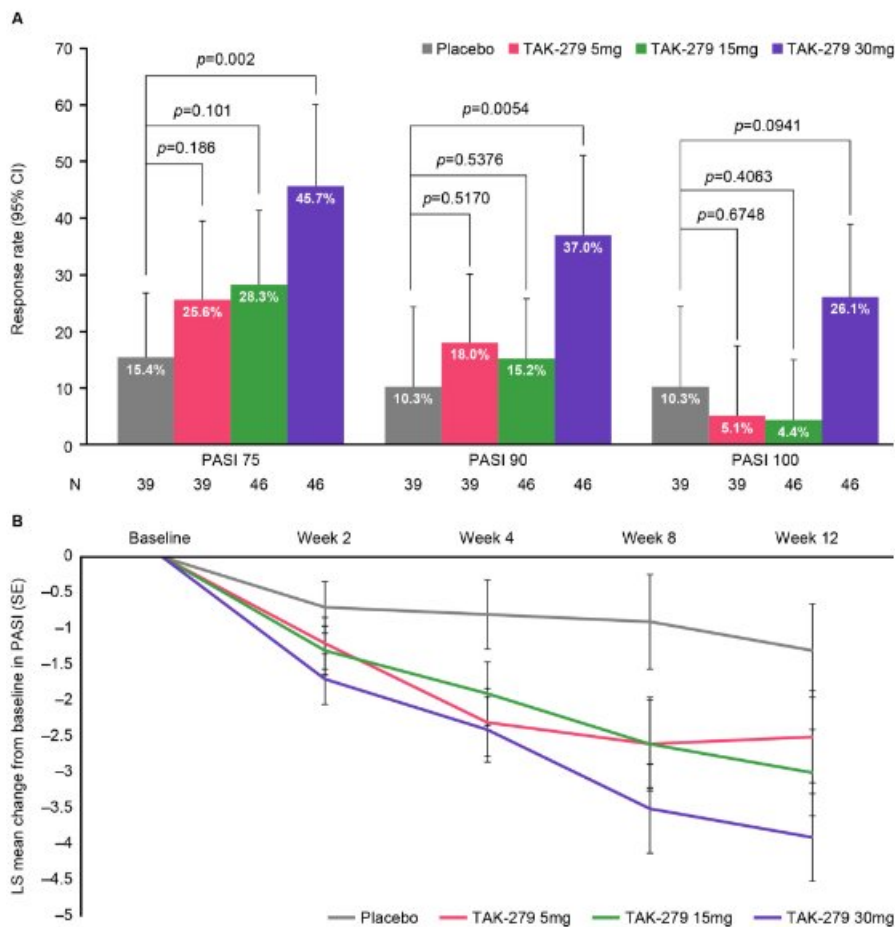 A
70
60
50
40
30
20
10
0
Response rate (95% CI)
Placebo TAK-279 5mg TAK-279 15mg TAK-279 30mg
p=0.002
p=0.101
p=0.186
15.4%
25.6%
28.3%
45.7%
p=0.0054
p=0.5376
p=0.5170
10.3%
18.0%
15.2%
37.0%
p=0.0941
p=0.4063
p=0.6748
10.3%
5.1%
4.4%
26.1%
PASI 75 PASI 90 PASI 100
N 39 39 46 46 39 39 46 46 39 39 46 46
B
Baseline Week 2 Week 4 Week 8 Week 12
0
–0.5
–1
–1.5
–2
–2.5
–3
–3.5
–4
–4.5
–5
LS mean change from baseline in PASI (SE)
Placebo TAK-279 5mg TAK-279 15mg TAK-279 30mg